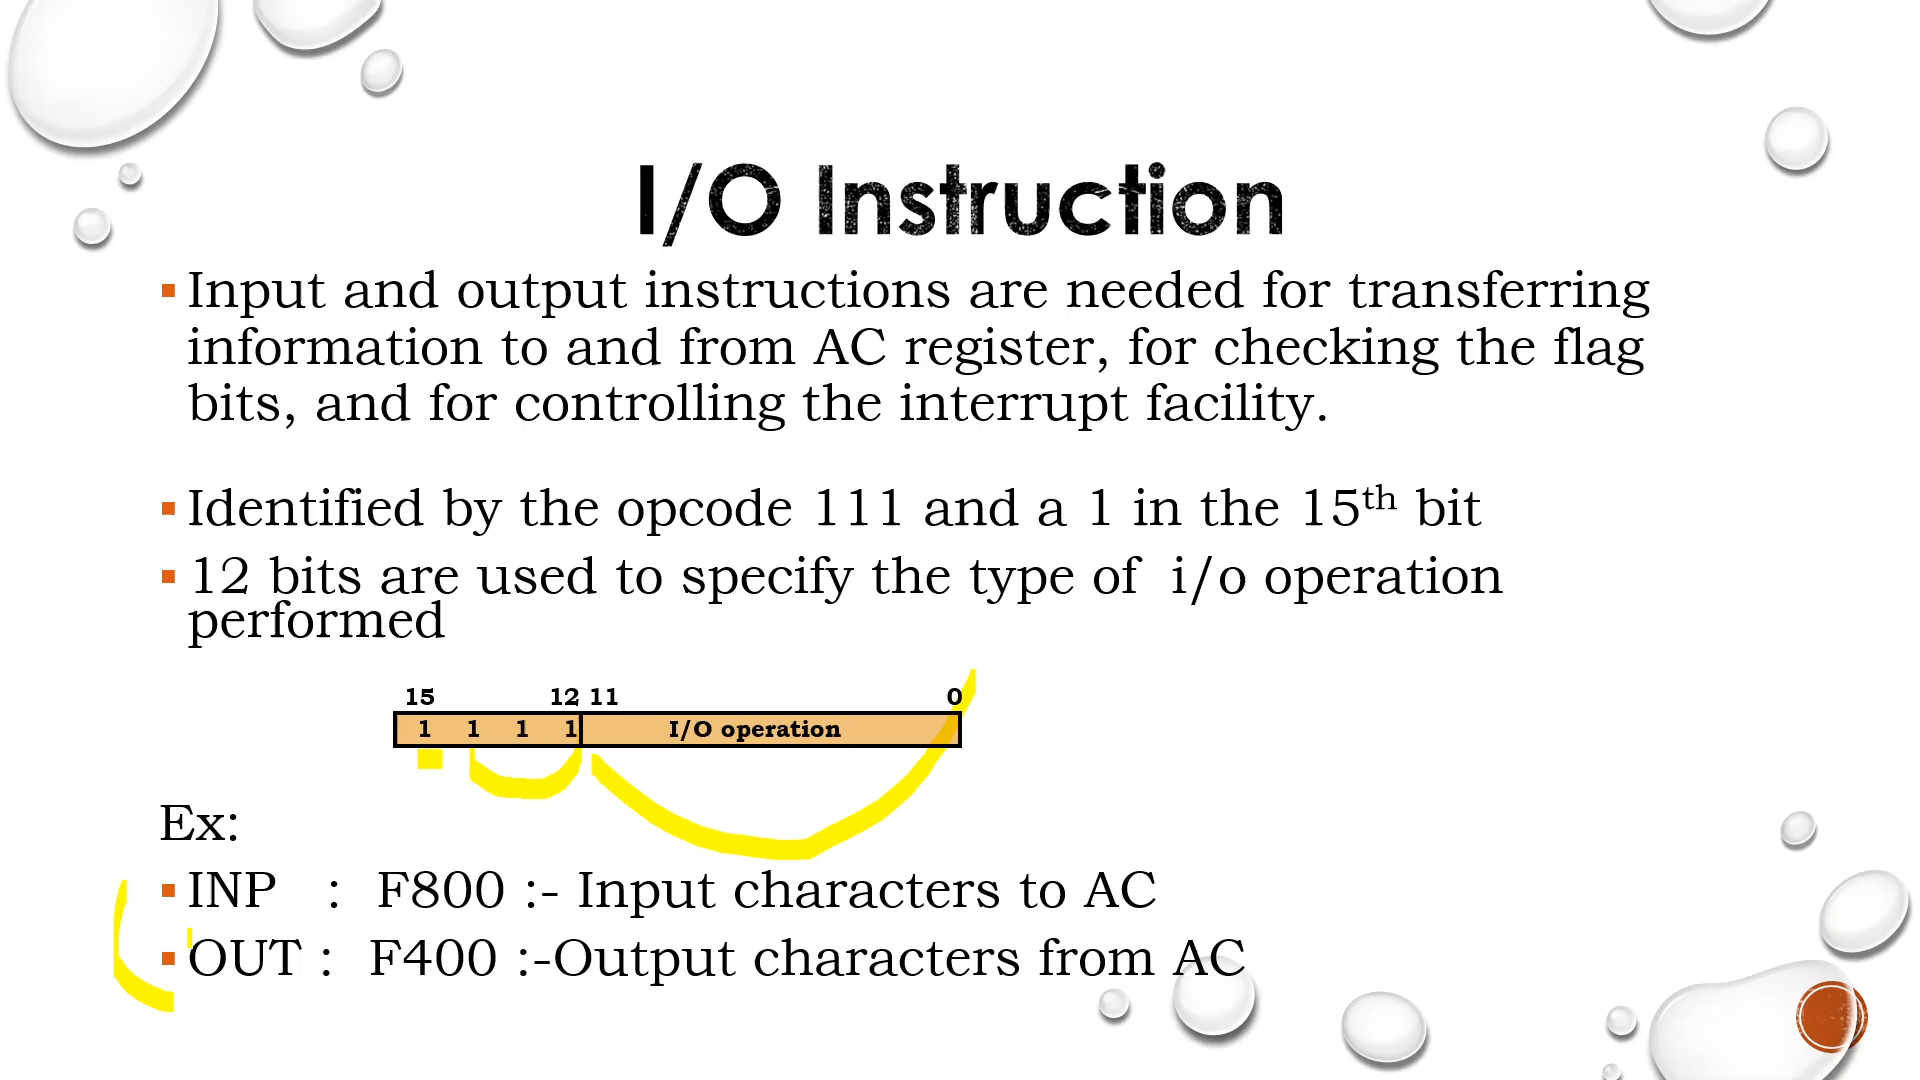 I/O Instruction
▪ Input and output instructions are needed for transferring
information to and from AC register, for checking the flag
bits, and for controlling the interrupt facility.
▪ Identified by the opcode 111 and a 1 in the 15th bit
▪ 12 bits are used to specify the type of i/o operation
performed
15 12 11 0
1 1 1 1 I/O operation
Ex:
▪ INP : F800 :- Input characters to AC
▪ OUT : F400 :-Output characters from AC